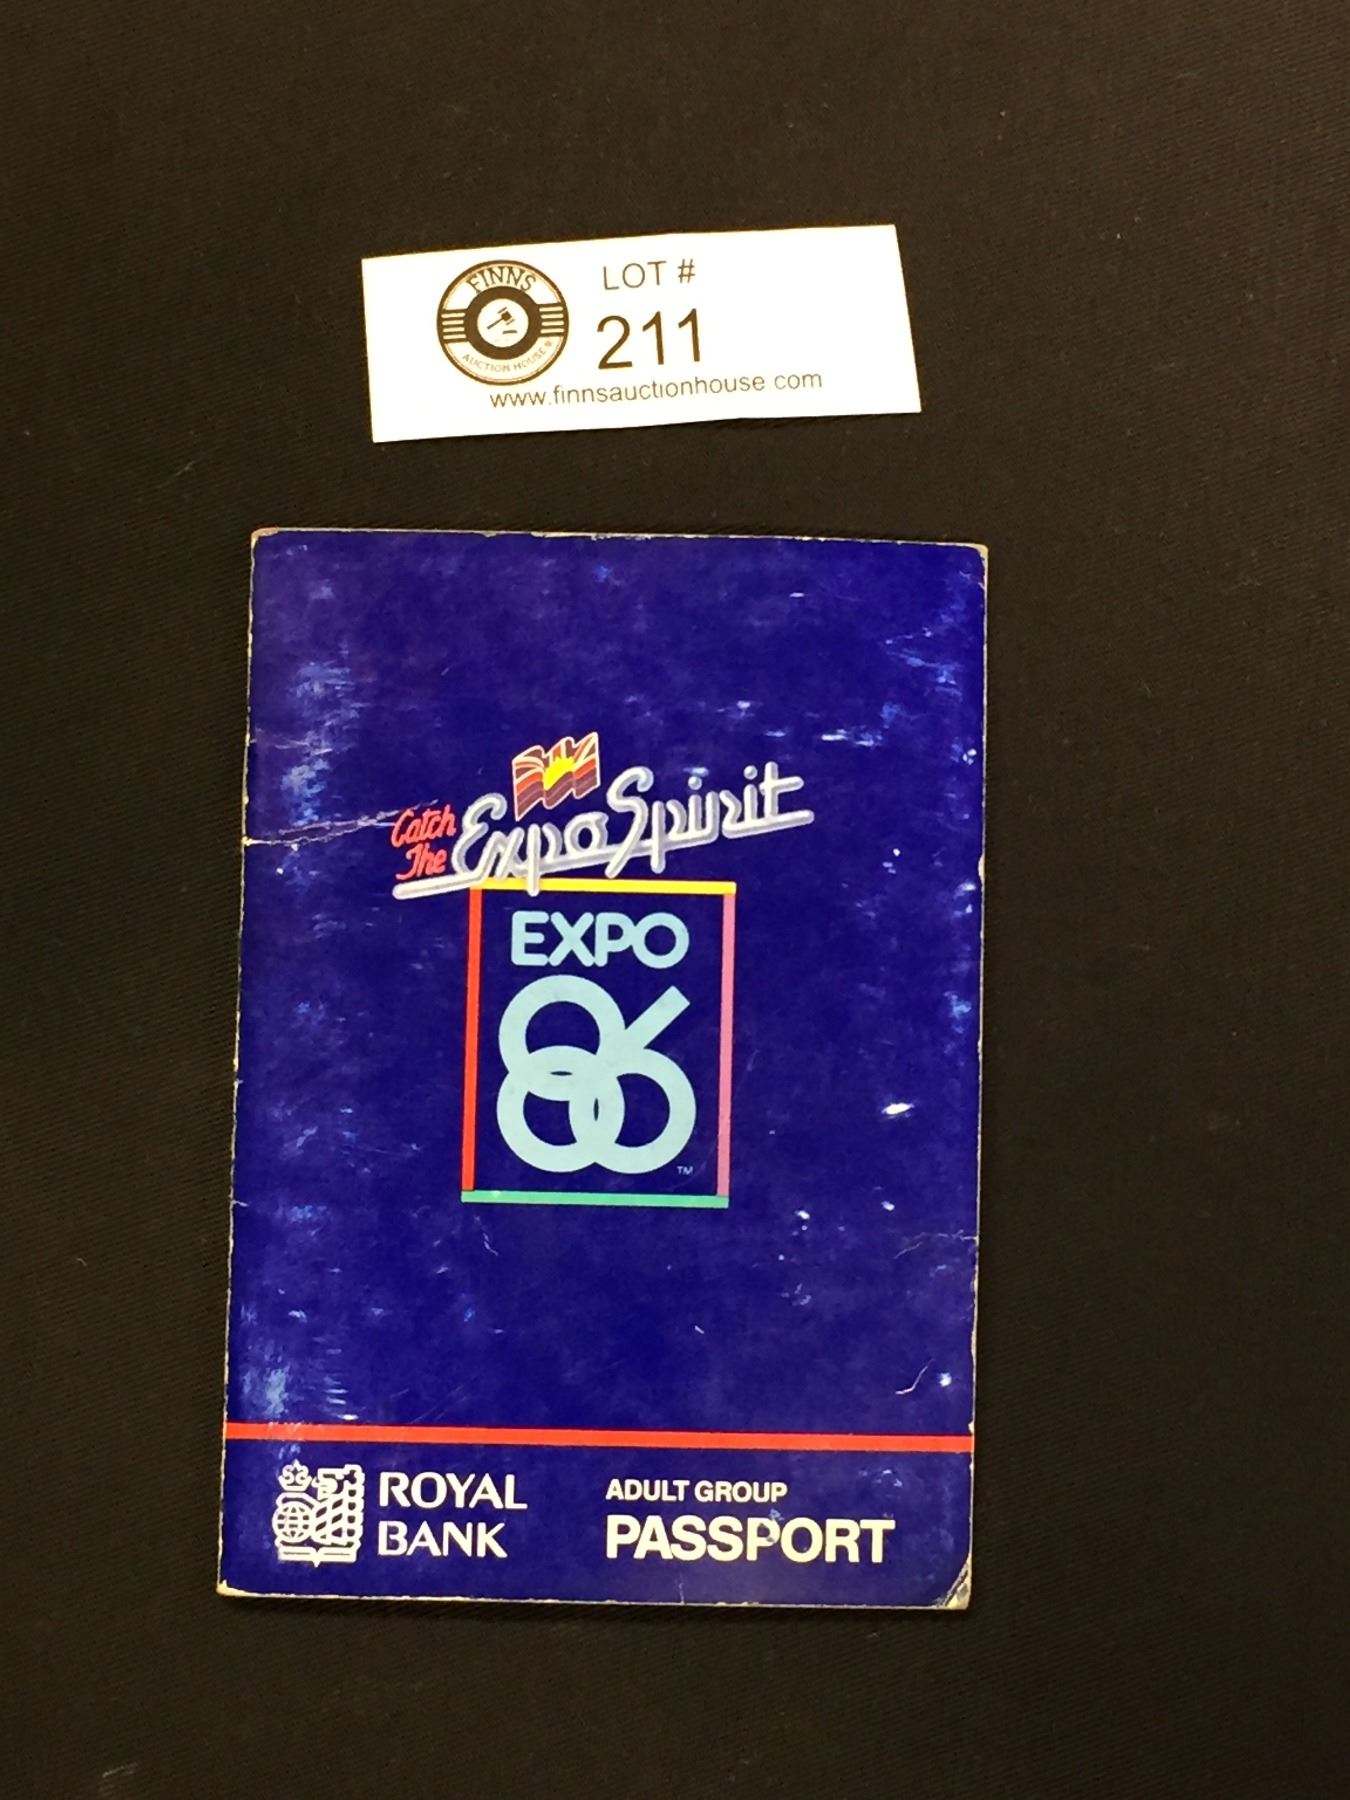 FINNS
AUCTION HOUSE
LOT #
211
www.finnsauctionhouse.com
Catch
The
Expo Spirit
EXPO
86
TM
ROYAL
BANK
ADULT GROUP
PASSPORT